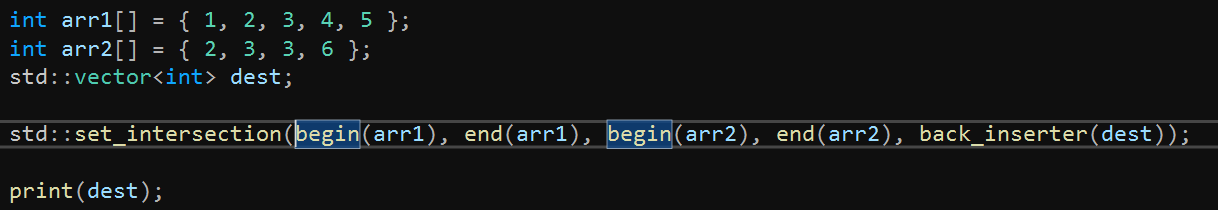 int arr1[] = { 1, 2, 3, 4, 5 };
int arr2[] = { 2, 3, 3, 6 };
std::vector<int> dest;
std::set_intersection(begin(arr1), end(arr1), begin(arr2), end(arr2), back_inserter(dest));
print(dest);